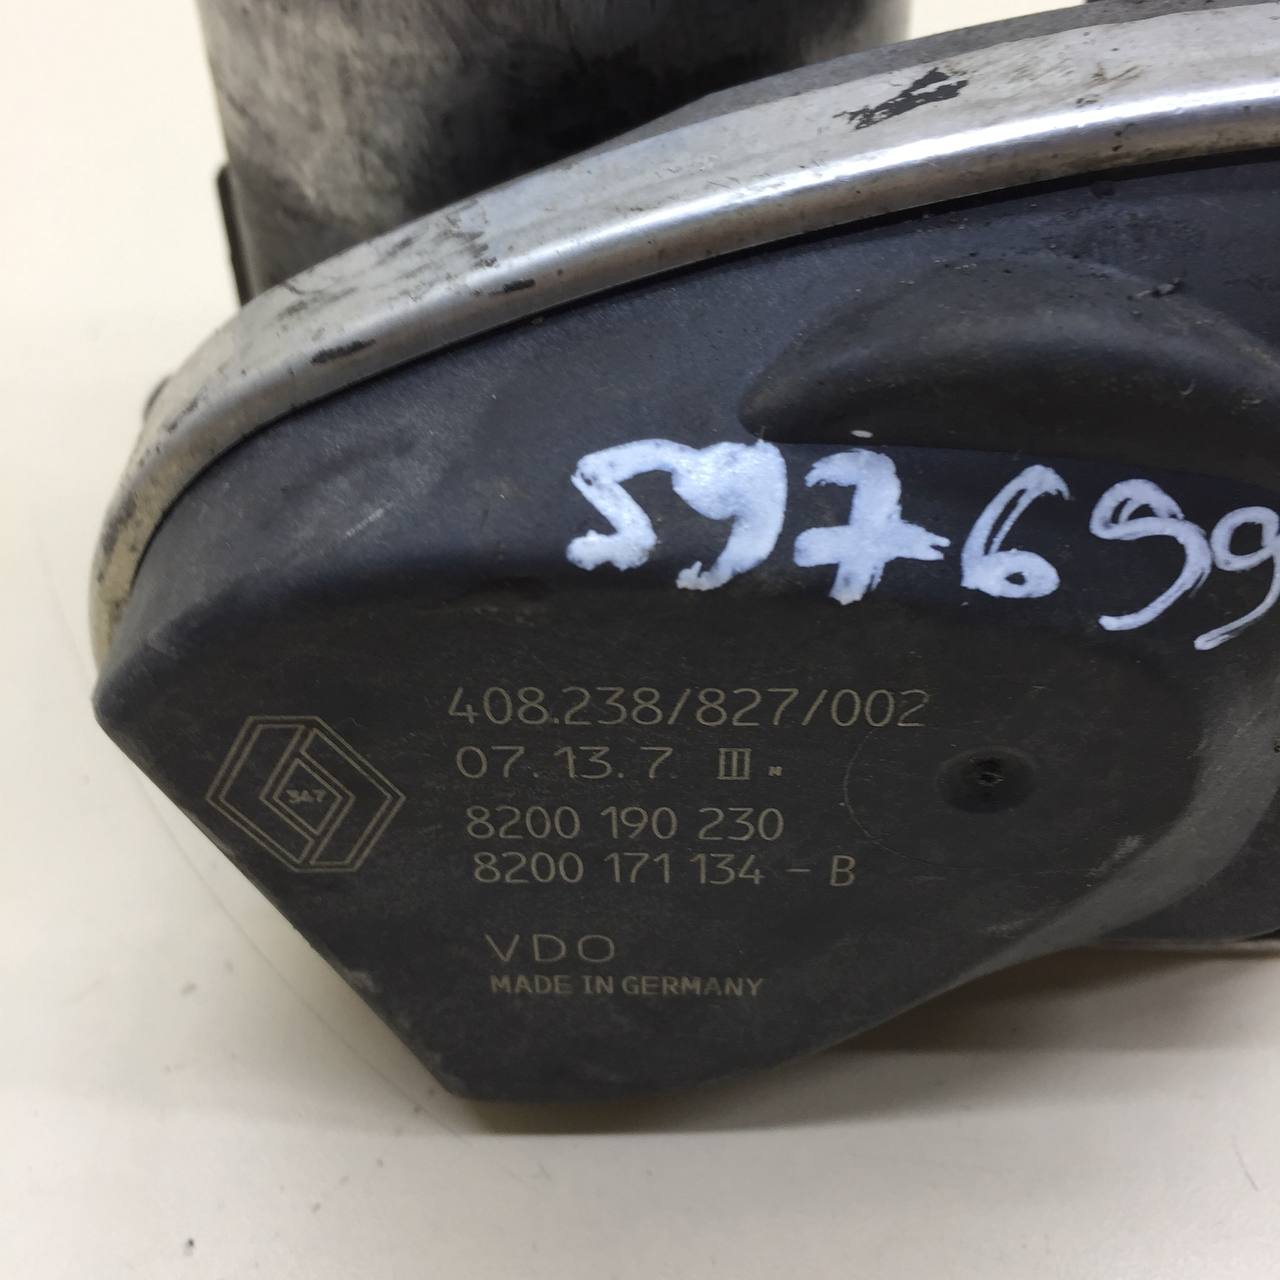 597699
408.238/827/002
07.13.7 III
347
8200 190 230
8200 171 134 - B
VDO
MADE IN GERMANY